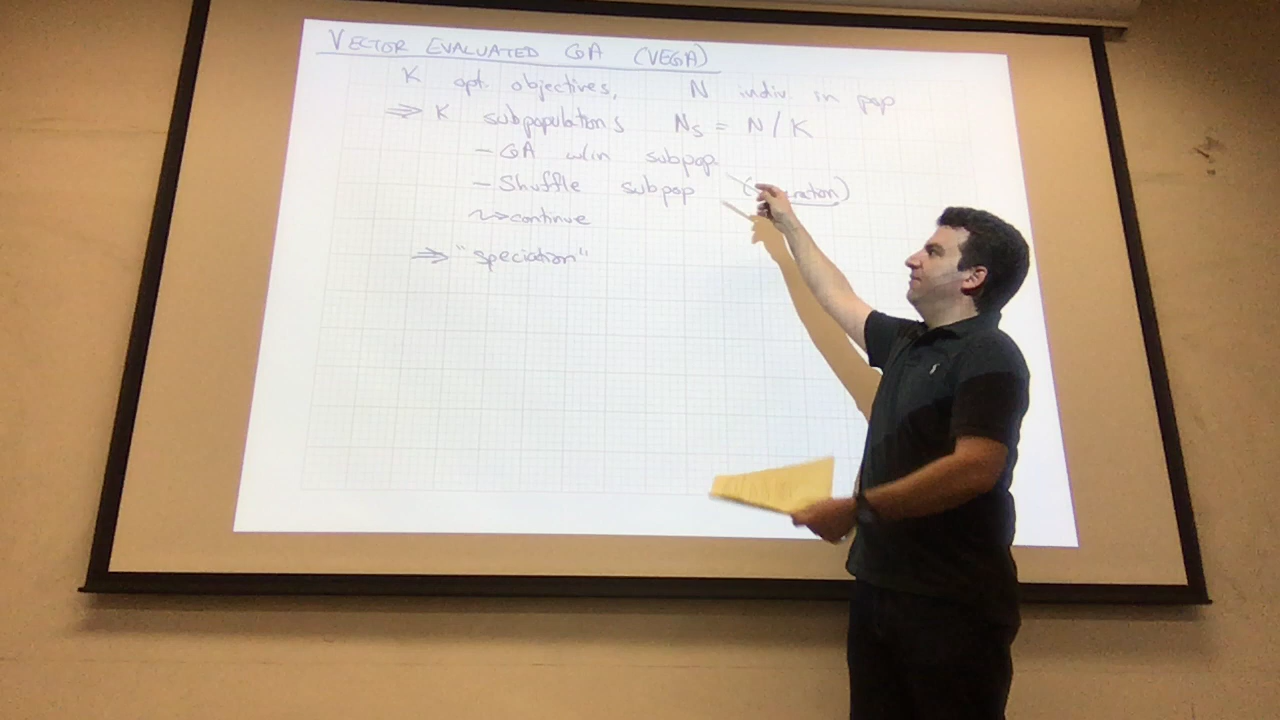 VECTOR EVALUATED GA (VEGA)
K opt. objectives, N indiv. in pop
⇒ K subpopulations Ns = N/K
- GA w/in subpop
- Shuffle subpop
↝ continue
⇒ "speciation"